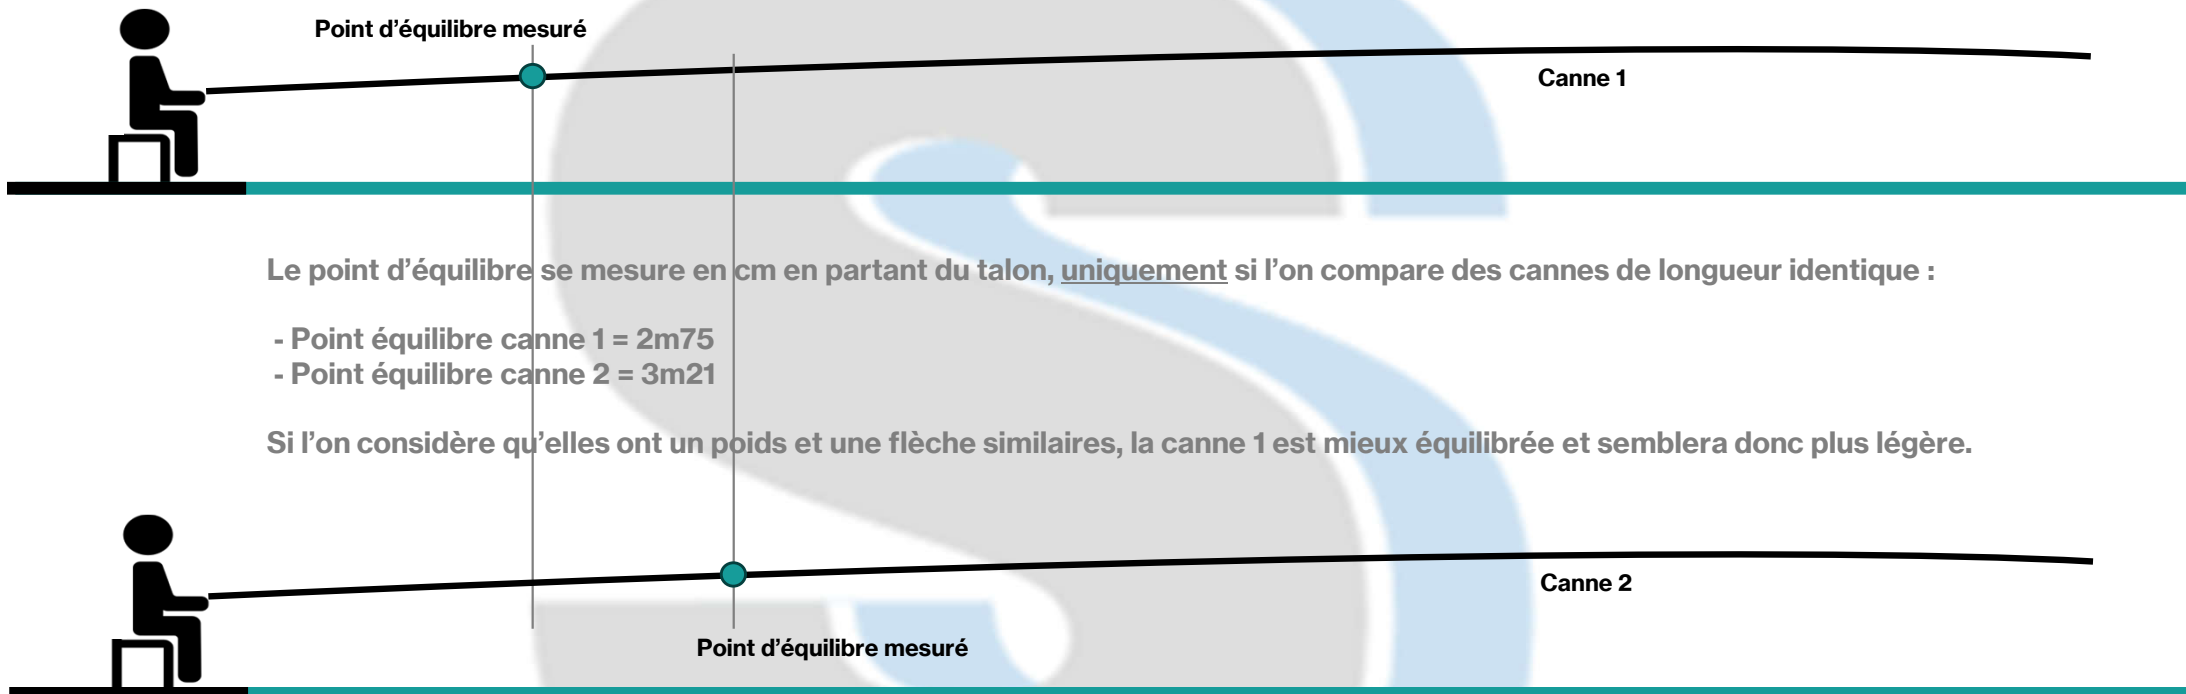 Point d’équilibre mesuré
Canne 1
Le point d’équilibre se mesure en cm en partant du talon, uniquement si l’on compare des cannes de longueur identique :
- Point équilibre canne 1 = 2m75
- Point équilibre canne 2 = 3m21
Si l’on considère qu’elles ont un poids et une flèche similaires, la canne 1 est mieux équilibrée et semblera donc plus légère.
Canne 2
Point d’équilibre mesuré